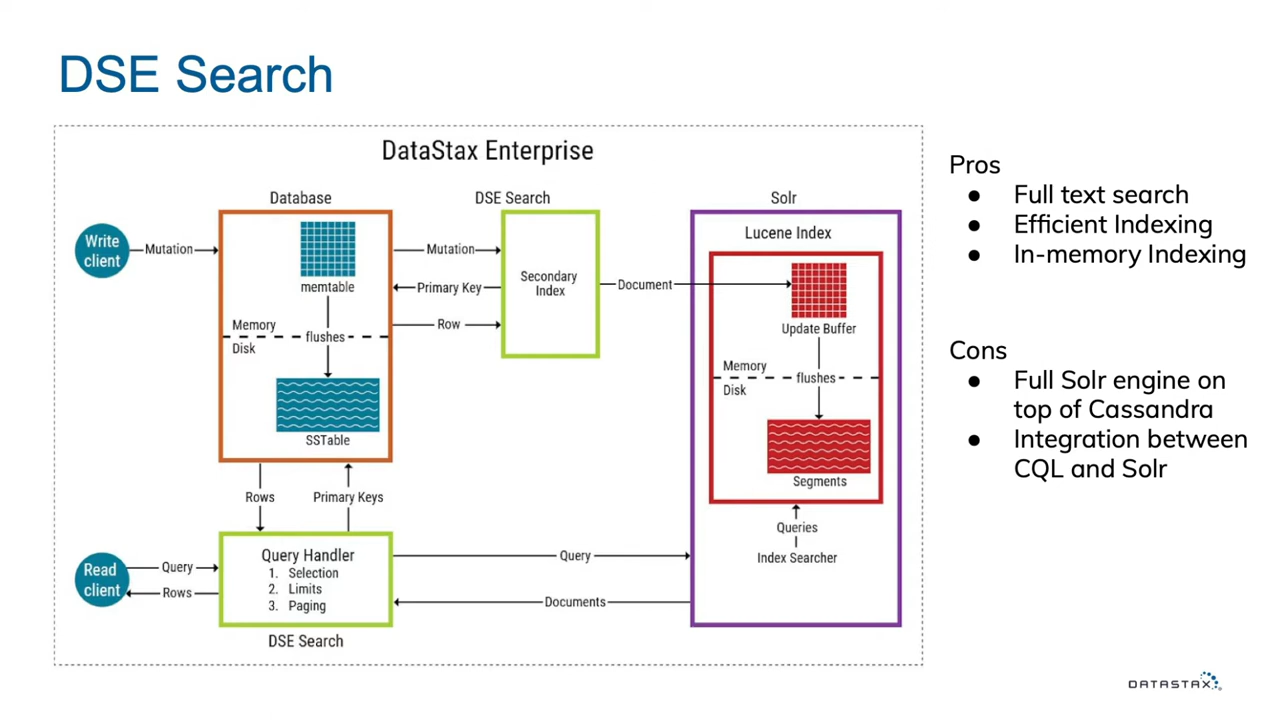 DSE Search
DataStax Enterprise
Database
DSE Search
Solr
Write
client
Mutation
memtable
Memory
flushes
Disk
SSTable
Mutation
Primary Key
Row
Secondary
Index
Document
Lucene Index
Update Buffer
Memory
flushes
Disk
Segments
Queries
Index Searcher
Rows
Primary Keys
Read
client
Query
Rows
Query Handler
1. Selection
2. Limits
3. Paging
DSE Search
Query
Documents
Pros
● Full text search
● Efficient Indexing
● In-memory Indexing
Cons
● Full Solr engine on
top of Cassandra
● Integration between
CQL and Solr
DATASTAX